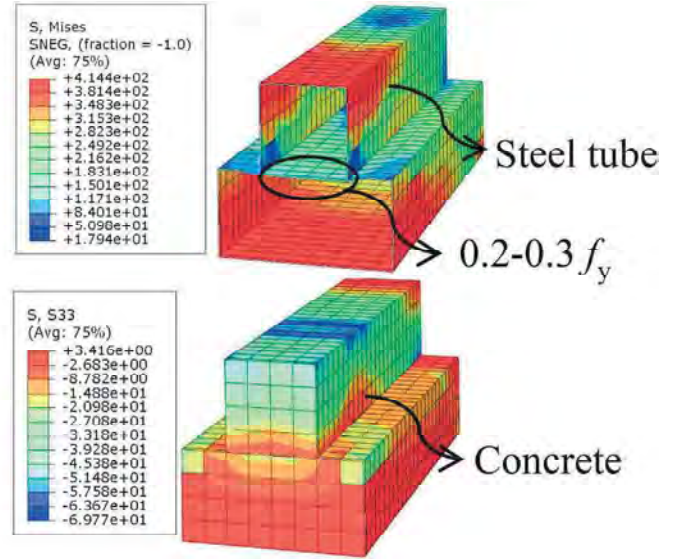 S, Mises
SNEG, (fraction = -1.0)
(Avg: 75%)
+4.144e+02
+3.814e+02
+3.483e+02
+3.153e+02
+2.823e+02
+2.492e+02
+2.162e+02
+1.831e+02
+1.501e+02
+1.171e+02
+8.401e+01
+5.098e+01
+1.794e+01
Steel tube
0.2-0.3 fy
S, S33
(Avg: 75%)
+3.416e+00
-2.683e+00
-8.782e+00
-1.488e+01
-2.098e+01
-2.708e+01
-3.318e+01
-3.928e+01
-4.538e+01
-5.148e+01
-5.758e+01
-6.367e+01
-6.977e+01
Concrete